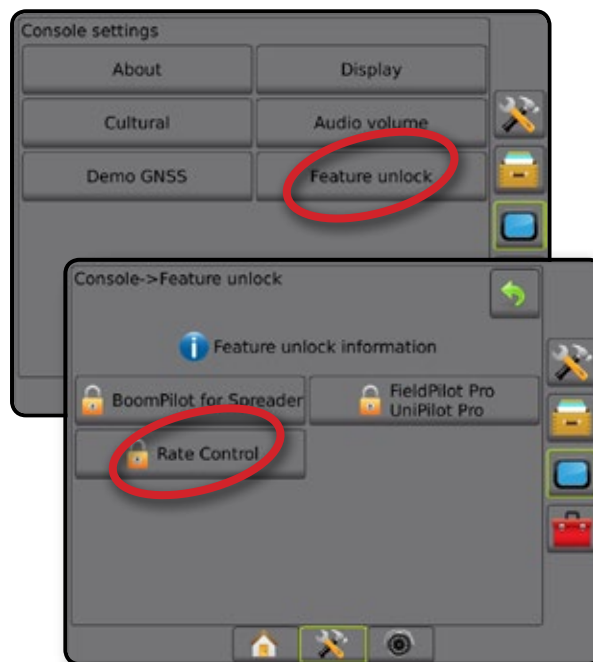 Console settings
About
Display
Cultural
Audio volume
Demo GNSS
Feature unlock
Console->Feature unlock
Feature unlock information
BoomPilot for Spreader
FieldPilot Pro
UniPilot Pro
Rate Control